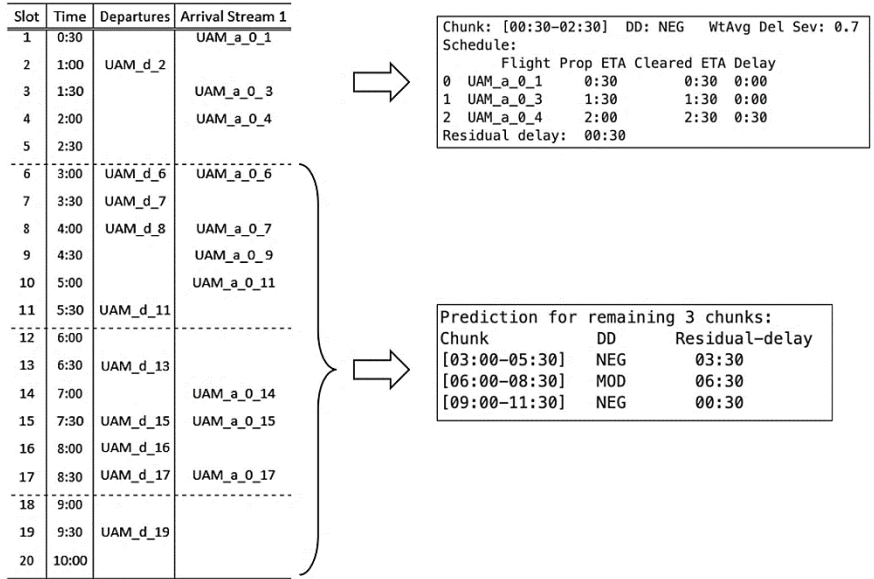 Slot Time Departures Arrival Stream 1
1 0:30 UAM_a_0_1
2 1:00 UAM_d_2
3 1:30 UAM_a_0_3
4 2:00 UAM_a_0_4
5 2:30
6 3:00 UAM_d_6 UAM_a_0_6
7 3:30 UAM_d_7
8 4:00 UAM_d_8 UAM_a_0_7
9 4:30 UAM_a_0_9
10 5:00 UAM_a_0_11
11 5:30 UAM_d_11
12 6:00
13 6:30 UAM_d_13
14 7:00 UAM_a_0_14
15 7:30 UAM_d_15 UAM_a_0_15
16 8:00 UAM_d_16
17 8:30 UAM_d_17 UAM_a_0_17
18 9:00
19 9:30 UAM_d_19
20 10:00
Chunk: [00:30-02:30] DD: NEG WtAvg Del Sev: 0.7
Schedule:
Flight Prop ETA Cleared ETA Delay
0 UAM_a_0_1 0:30 0:30 0:00
1 UAM_a_0_3 1:30 1:30 0:00
2 UAM_a_0_4 2:00 2:30 0:30
Residual delay: 00:30
Prediction for remaining 3 chunks:
Chunk DD Residual-delay
[03:00-05:30] NEG 03:30
[06:00-08:30] MOD 06:30
[09:00-11:30] NEG 00:30